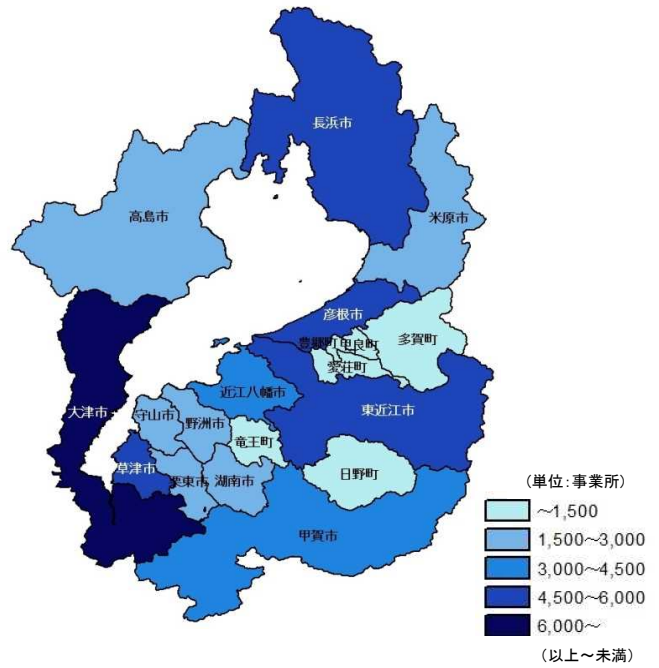 長浜市
高島市
米原市
彦根市
豊郷町
甲良町
多賀町
愛荘町
近江八幡市
大津市
守山市
野洲市
東近江市
竜王町
草津市
栗東市
湖南市
日野町
甲賀市
(単位:事業所)
~1,500
1,500~3,000
3,000~4,500
4,500~6,000
6,000~
(以上~未満)